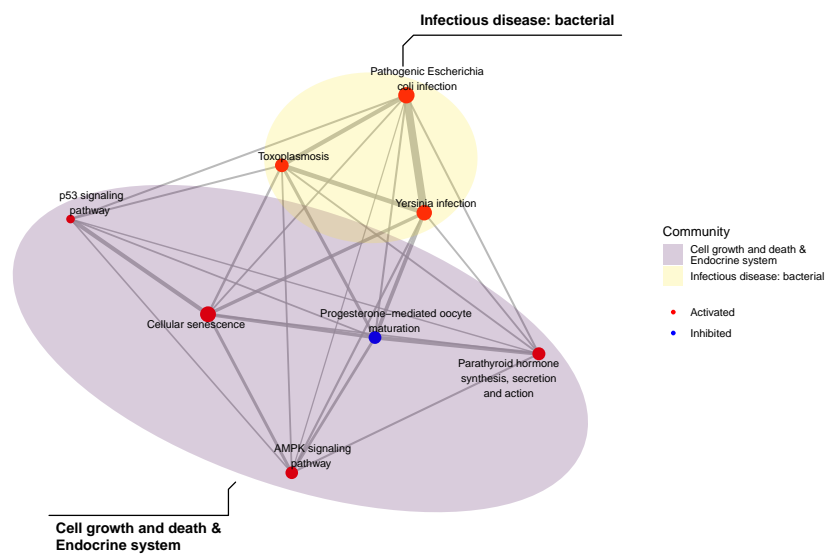 Infectious disease: bacterial
Pathogenic Escherichia
coli infection
Toxoplasmosis
p53 signaling
pathway
Yersinia infection
Community
Cell growth and death &
Endocrine system
Infectious disease: bacterial
Activated
Inhibited
Progesterone−mediated oocyte
maturation
Cellular senescence
Parathyroid hormone
synthesis, secretion
and action
AMPK signaling
pathway
Cell growth and death &
Endocrine system